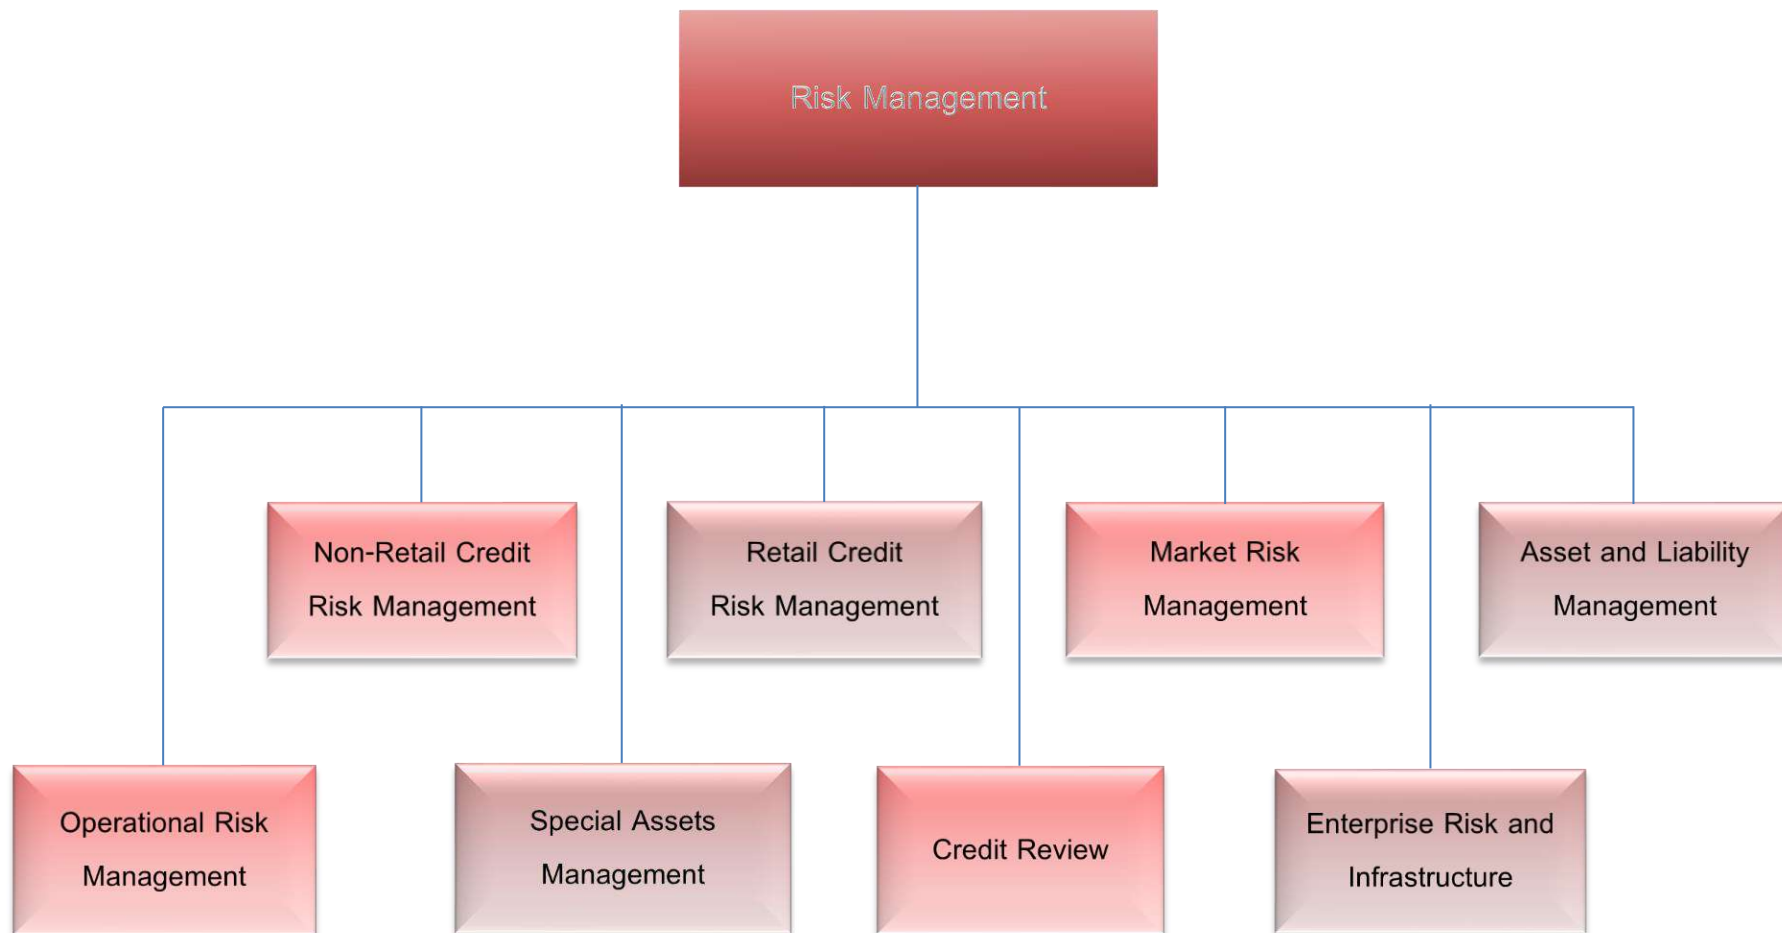 Risk Management
Non-Retail Credit
Risk Management
Retail Credit
Risk Management
Market Risk
Management
Asset and Liability
Management
Operational Risk
Management
Special Assets
Management
Credit Review
Enterprise Risk and
Infrastructure